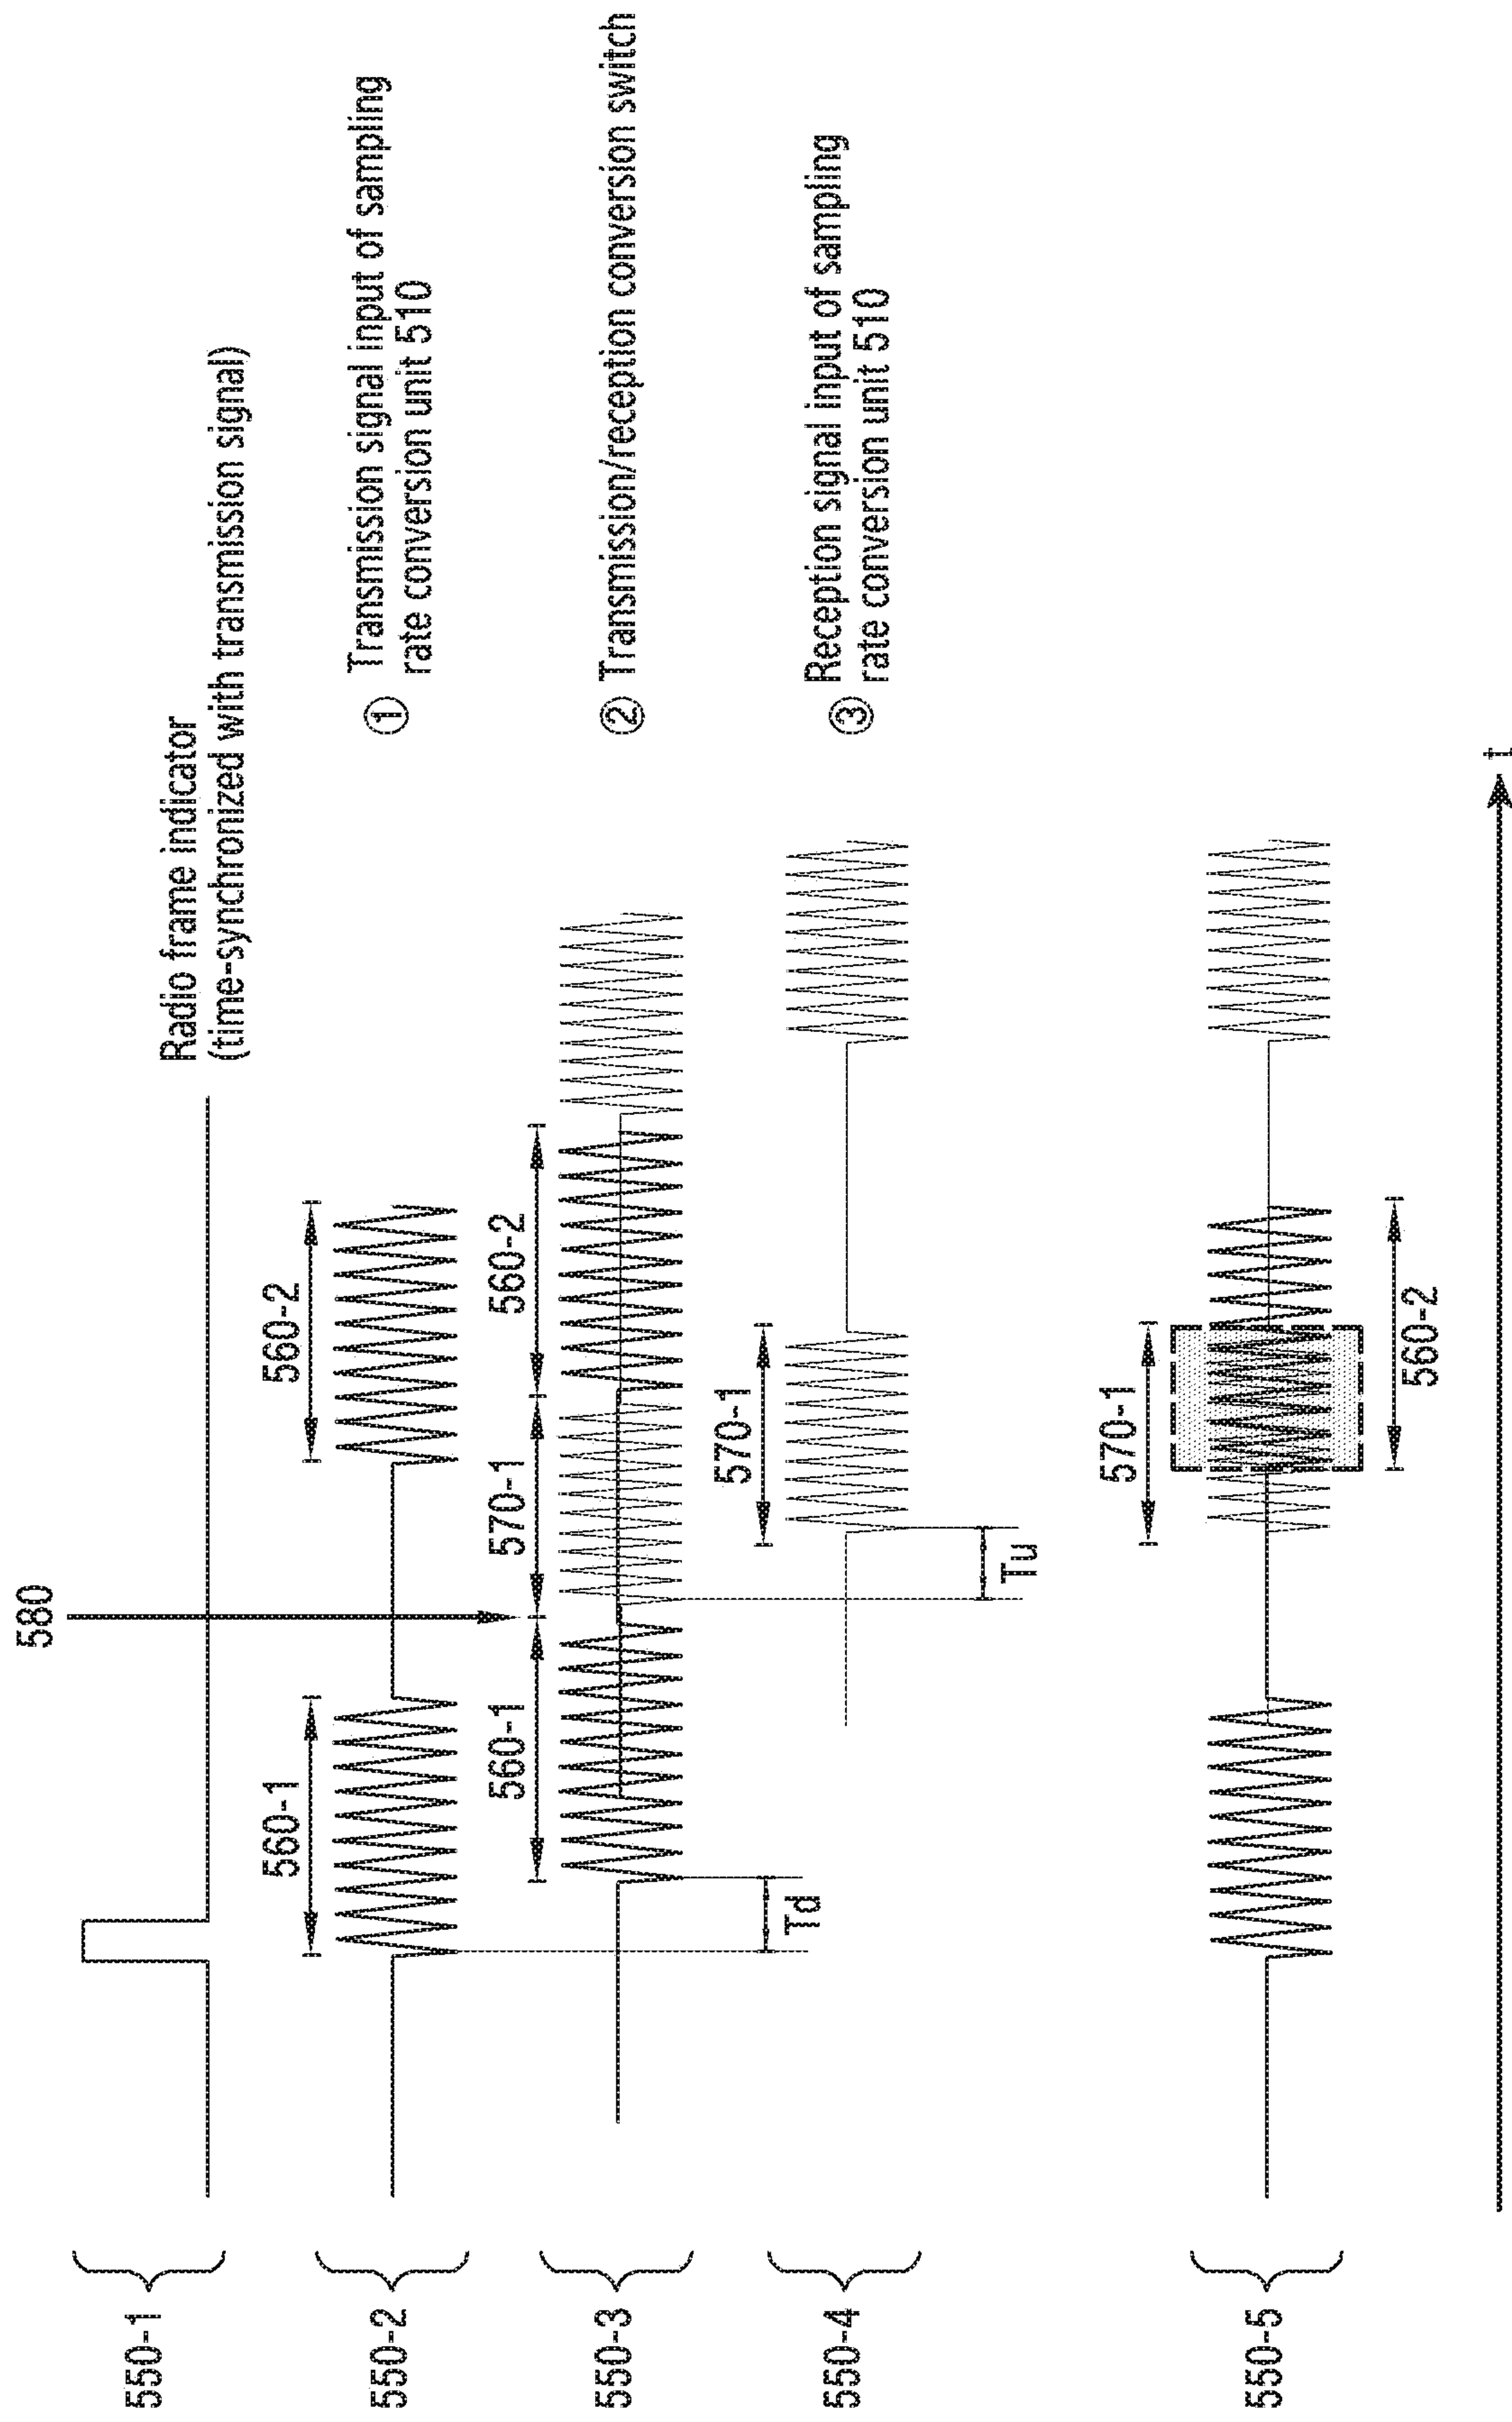 550-1
Radio frame indicator
(time-synchronized with transmission signal)
580
550-2
560-1
560-2
① Transmission signal input of sampling
rate conversion unit 510
550-3
560-1
570-1
560-2
② Transmission/reception conversion switch
Td
550-4
570-1
③ Reception signal input of sampling
rate conversion unit 510
Tu
550-5
570-1
560-2
t